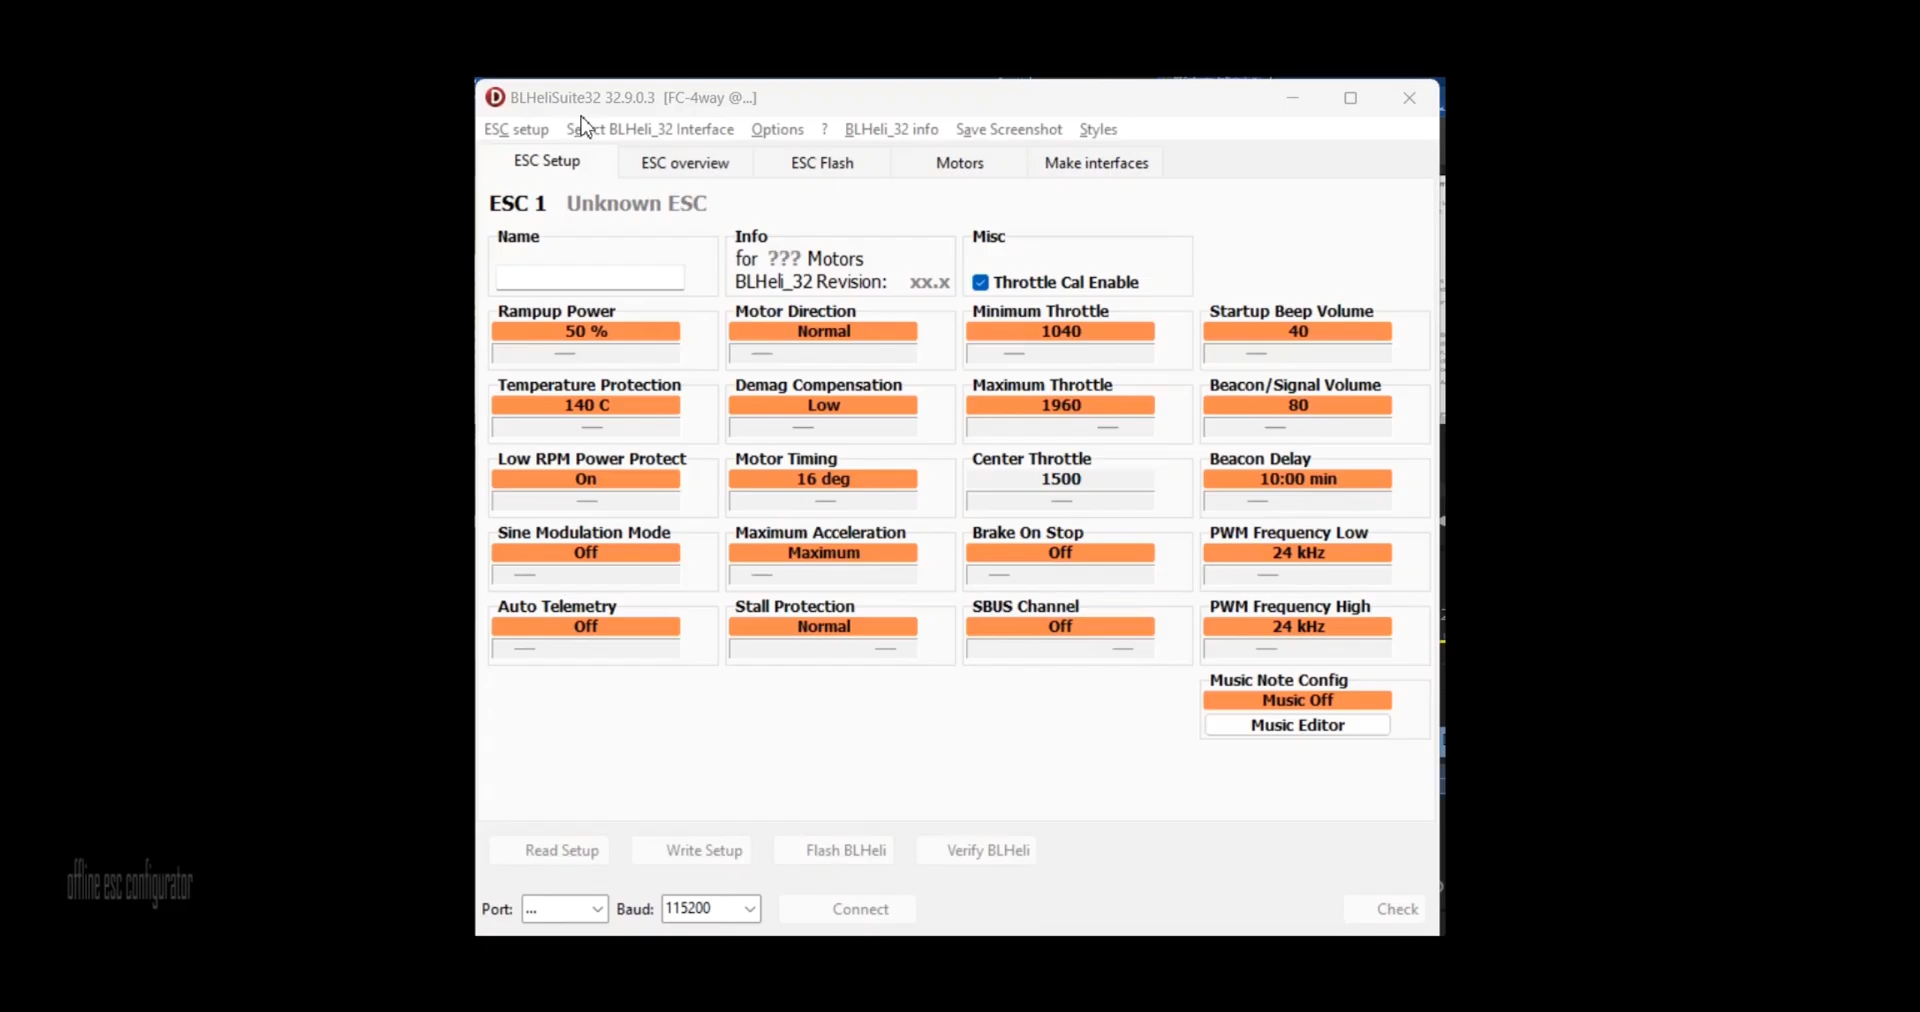 BLHeliSuite32 32.9.0.3 [FC-4way @...]
ESC setup Select BLHeli_32 Interface Options ? BLHeli_32 info Save Screenshot Styles
ESC Setup ESC overview ESC Flash Motors Make interfaces
ESC 1 Unknown ESC
Name Info Misc
for ??? Motors
BLHeli_32 Revision: xx.x Throttle Cal Enable
Rampup Power Motor Direction Minimum Throttle Startup Beep Volume
50 % Normal 1040 40
Temperature Protection Demag Compensation Maximum Throttle Beacon/Signal Volume
140 C Low 1960 80
Low RPM Power Protect Motor Timing Center Throttle Beacon Delay
On 16 deg 1500 10:00 min
Sine Modulation Mode Maximum Acceleration Brake On Stop PWM Frequency Low
Off Maximum Off 24 kHz
Auto Telemetry Stall Protection SBUS Channel PWM Frequency High
Off Normal Off 24 kHz
Music Note Config
Music Off
Music Editor
Read Setup Write Setup Flash BLHeli Verify BLHeli
offline esc configurator
Port: ... Baud: 115200 Connect Check